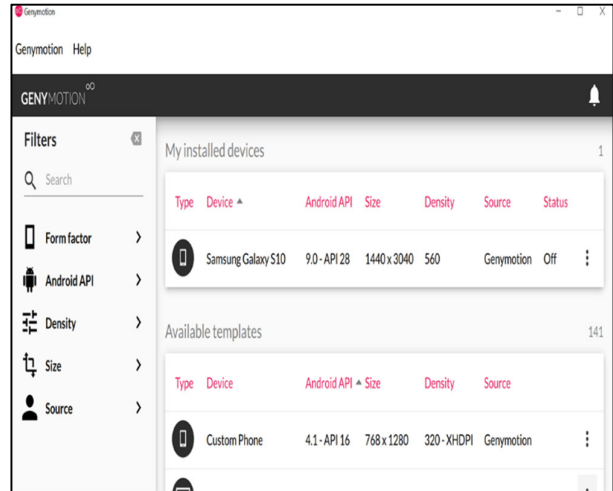 Genymotion
Genymotion Help
GENYMOTION
Filters
Search
Form factor
Android API
Density
Size
Source
My installed devices 1
Type Device Android API Size Density Source Status
Samsung Galaxy S10 9.0 - API 28 1440 x 3040 560 Genymotion Off
Available templates 141
Type Device Android API Size Density Source
Custom Phone 4.1 - API 16 768 x 1280 320 - XHDPI Genymotion